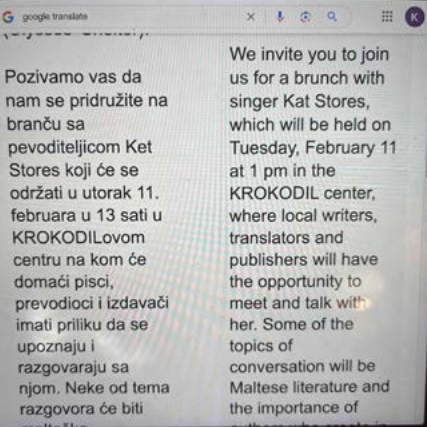 google translate
K
Pozivamo vas da
nam se pridružite na
branču sa
pevoditeljicom Ket
Stores koji će se
održati u utorak 11.
februara u 13 sati u
KROKODILovom
centru na kom će
domaći pisci,
prevodioci i izdavači
imati priliku da se
upoznaju i
razgovaraju sa
njom. Neke od tema
razgovora će biti
We invite you to join
us for a brunch with
singer Kat Stores,
which will be held on
Tuesday, February 11
at 1 pm in the
KROKODIL center,
where local writers,
translators and
publishers will have
the opportunity to
meet and talk with
her. Some of the
topics of
conversation will be
Maltese literature and
the importance of